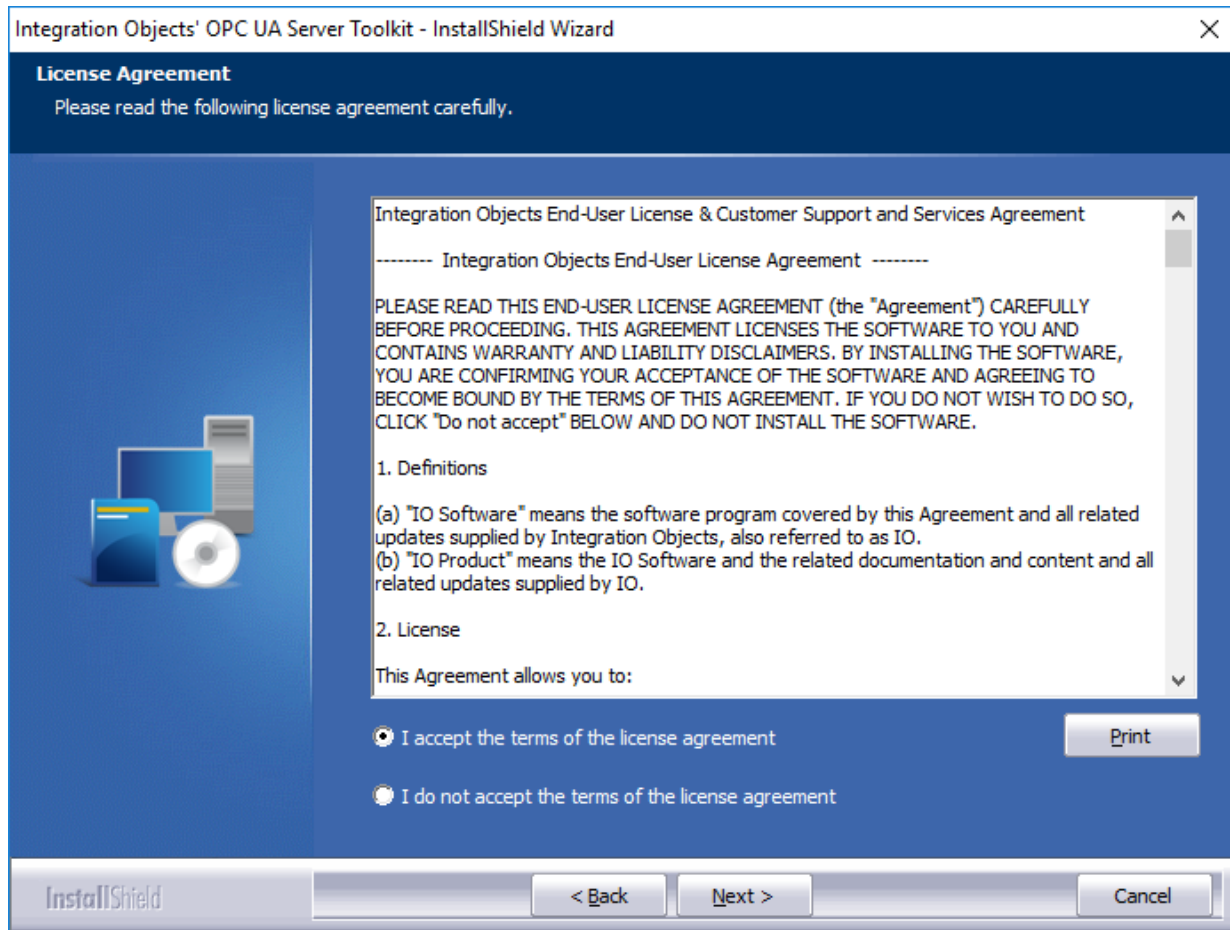 Integration Objects' OPC UA Server Toolkit - InstallShield Wizard
License Agreement
Please read the following license agreement carefully.
Integration Objects End-User License & Customer Support and Services Agreement
-------- Integration Objects End-User License Agreement --------
PLEASE READ THIS END-USER LICENSE AGREEMENT (the "Agreement") CAREFULLY
BEFORE PROCEEDING. THIS AGREEMENT LICENSES THE SOFTWARE TO YOU AND
CONTAINS WARRANTY AND LIABILITY DISCLAIMERS. BY INSTALLING THE SOFTWARE,
YOU ARE CONFIRMING YOUR ACCEPTANCE OF THE SOFTWARE AND AGREEING TO
BECOME BOUND BY THE TERMS OF THIS AGREEMENT. IF YOU DO NOT WISH TO DO SO,
CLICK "Do not accept" BELOW AND DO NOT INSTALL THE SOFTWARE.
1. Definitions
(a) "IO Software" means the software program covered by this Agreement and all related
updates supplied by Integration Objects, also referred to as IO.
(b) "IO Product" means the IO Software and the related documentation and content and all
related updates supplied by IO.
2. License
This Agreement allows you to:
I accept the terms of the license agreement
Print
I do not accept the terms of the license agreement
InstallShield
< Back
Next >
Cancel